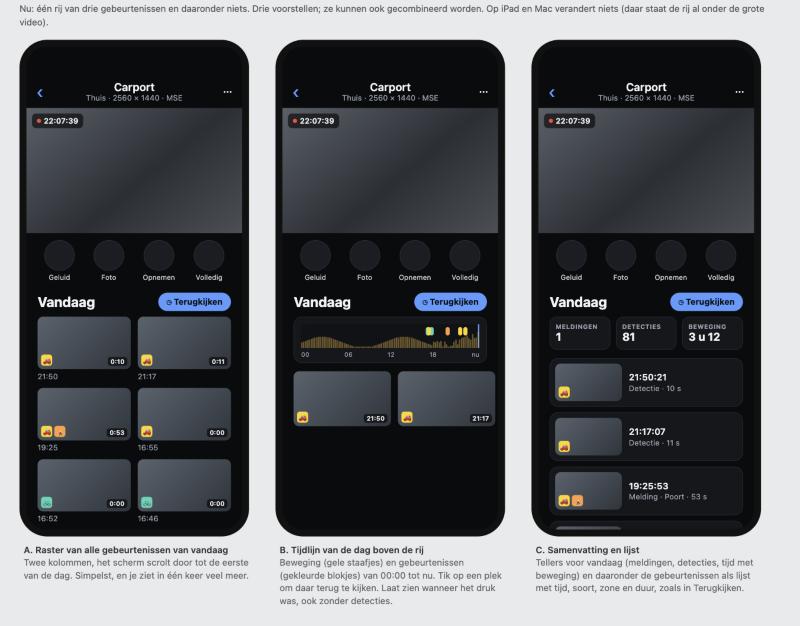 Nu: één rij van drie gebeurtenissen en daaronder niets. Drie voorstellen; ze kunnen ook gecombineerd worden. Op iPad en Mac verandert niets (daar staat de rij al onder de grote
video).
Carport
Thuis · 2560 × 1440 · MSE
22:07:39
Geluid Foto Opnemen Volledig
Vandaag
Terugkijken
0:10 0:11
21:50 21:17
0:53 0:00
19:25 16:55
0:00 0:00
16:52 16:46
A. Raster van alle gebeurtenissen van vandaag
Twee kolommen, het scherm scrolt door tot de eerste
van de dag. Simpelst, en je ziet in één keer veel meer.
Carport
Thuis · 2560 × 1440 · MSE
22:07:39
Geluid Foto Opnemen Volledig
Vandaag
Terugkijken
00 06 12 18 nu
21:50 21:17
B. Tijdlijn van de dag boven de rij
Beweging (gele staafjes) en gebeurtenissen
(gekleurde blokjes) van 00:00 tot nu. Tik op een plek
om daar terug te kijken. Laat zien wanneer het druk
was, ook zonder detecties.
Carport
Thuis · 2560 × 1440 · MSE
22:07:39
Geluid Foto Opnemen Volledig
Vandaag
Terugkijken
MELDINGEN DETECTIES BEWEGING
1 81 3 u 12
21:50:21
Detectie · 10 s
21:17:07
Detectie · 11 s
19:25:53
Melding · Poort · 53 s
C. Samenvatting en lijst
Tellers voor vandaag (meldingen, detecties, tijd met
beweging) en daaronder de gebeurtenissen als lijst
met tijd, soort, zone en duur, zoals in Terugkijken.